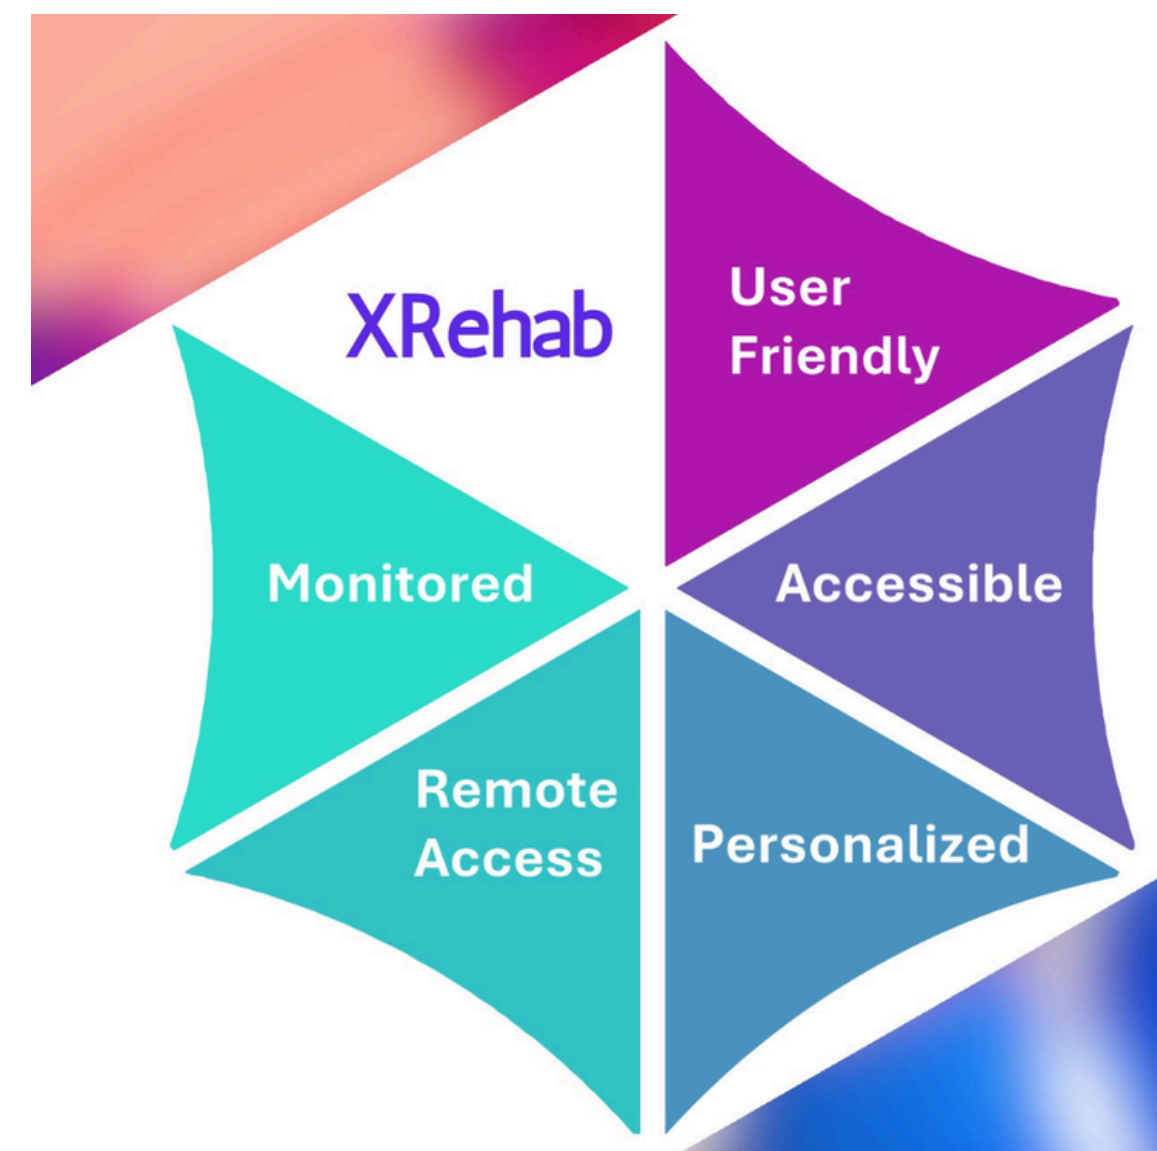 XRehab
User
Friendly
Accessible
Personalized
Remote
Access
Monitored